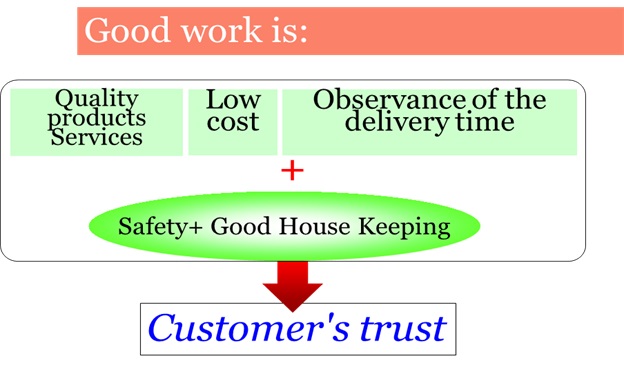 Good work is:
Quality
products
Services
Low
cost
Observance of the
delivery time
+
Safety+ Good House Keeping
Customer's trust